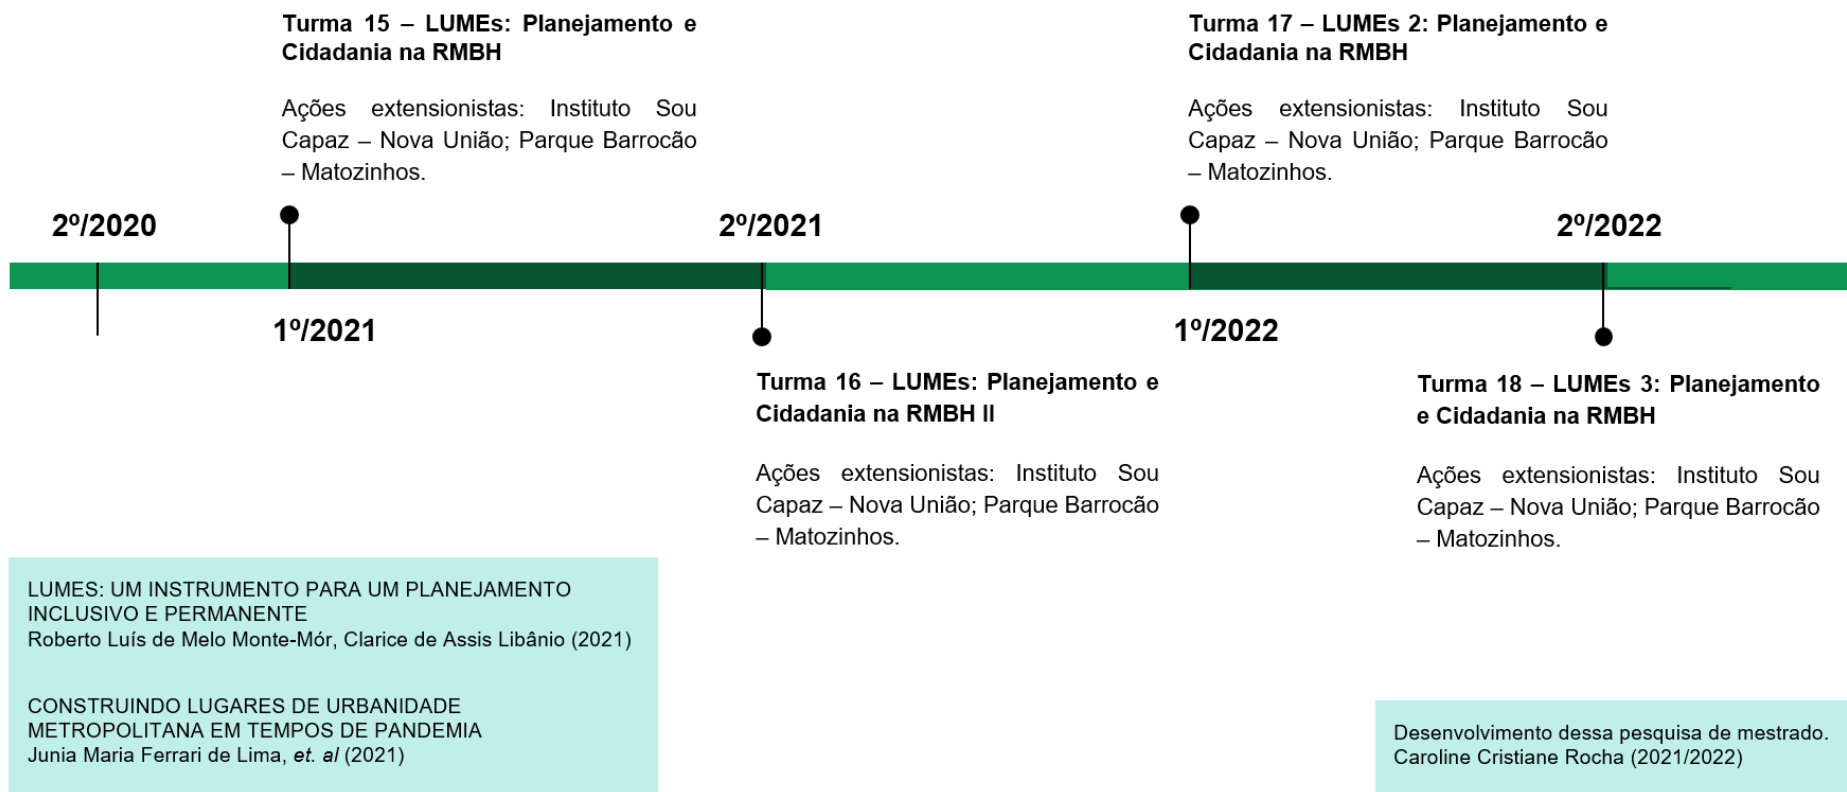 Turma 15 – LUMEs: Planejamento e
Cidadania na RMBH
Ações extensionistas: Instituto Sou
Capaz – Nova União; Parque Barrocão
– Matozinhos.
Turma 17 – LUMEs 2: Planejamento e
Cidadania na RMBH
Ações extensionistas: Instituto Sou
Capaz – Nova União; Parque Barrocão
– Matozinhos.
2º/2020
2º/2021
2º/2022
1º/2021
1º/2022
Turma 16 – LUMEs: Planejamento e
Cidadania na RMBH II
Ações extensionistas: Instituto Sou
Capaz – Nova União; Parque Barrocão
– Matozinhos.
Turma 18 – LUMEs 3: Planejamento
e Cidadania na RMBH
Ações extensionistas: Instituto Sou
Capaz – Nova União; Parque Barrocão
– Matozinhos.
LUMES: UM INSTRUMENTO PARA UM PLANEJAMENTO
INCLUSIVO E PERMANENTE
Roberto Luís de Melo Monte-Mór, Clarice de Assis Libânio (2021)
CONSTRUINDO LUGARES DE URBANIDADE
METROPOLITANA EM TEMPOS DE PANDEMIA
Junia Maria Ferrari de Lima, et. al (2021)
Desenvolvimento dessa pesquisa de mestrado.
Caroline Cristiane Rocha (2021/2022)